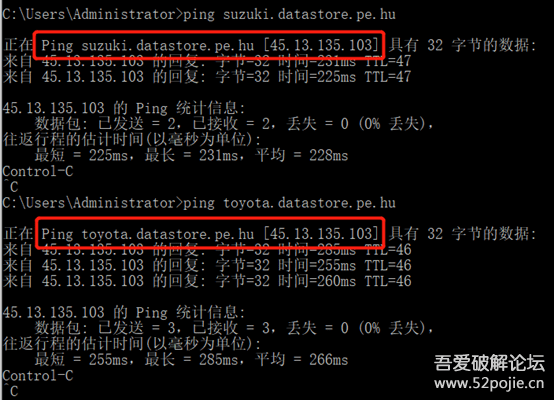 C:\Users\Administrator>ping suzuki.datastore.pe.hu
正在 Ping suzuki.datastore.pe.hu [45.13.135.103] 具有 32 字节的数据:
来自 45.13.135.103 的回复: 字节=32 时间=231ms TTL=47
来自 45.13.135.103 的回复: 字节=32 时间=225ms TTL=47
45.13.135.103 的 Ping 统计信息:
数据包: 已发送 = 2，已接收 = 2，丢失 = 0 (0% 丢失)，
往返行程的估计时间(以毫秒为单位):
最短 = 225ms，最长 = 231ms，平均 = 228ms
Control-C
^C
C:\Users\Administrator>ping toyota.datastore.pe.hu
正在 Ping toyota.datastore.pe.hu [45.13.135.103] 具有 32 字节的数据:
来自 45.13.135.103 的回复: 字节=32 时间=285ms TTL=46
来自 45.13.135.103 的回复: 字节=32 时间=255ms TTL=46
来自 45.13.135.103 的回复: 字节=32 时间=260ms TTL=46
45.13.135.103 的 Ping 统计信息:
数据包: 已发送 = 3，已接收 = 3，丢失 = 0 (0% 丢失)，
往返行程的估计时间(以毫秒为单位):
最短 = 255ms，最长 = 285ms，平均 = 266ms
Control-C
^C
吾爱破解论坛
www.52pojie.cn